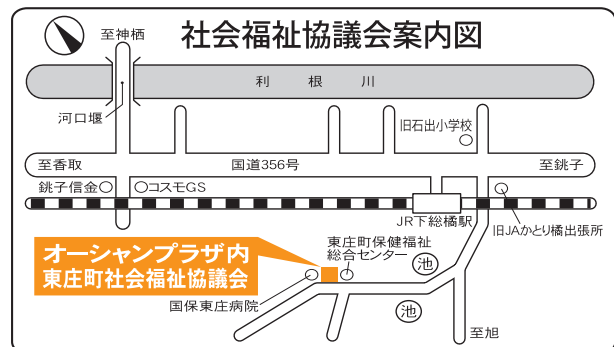 社会福祉協議会案内図
至神栖
利根川
河口堰
旧石出小学校
至香取
国道356号
至銚子
銚子信金
コスモGS
JR下総橘駅
旧JAかとり橘出張所
オーシャンプラザ内
東庄町社会福祉協議会
東庄町保健福祉
総合センター
池
国保東庄病院
池
至旭